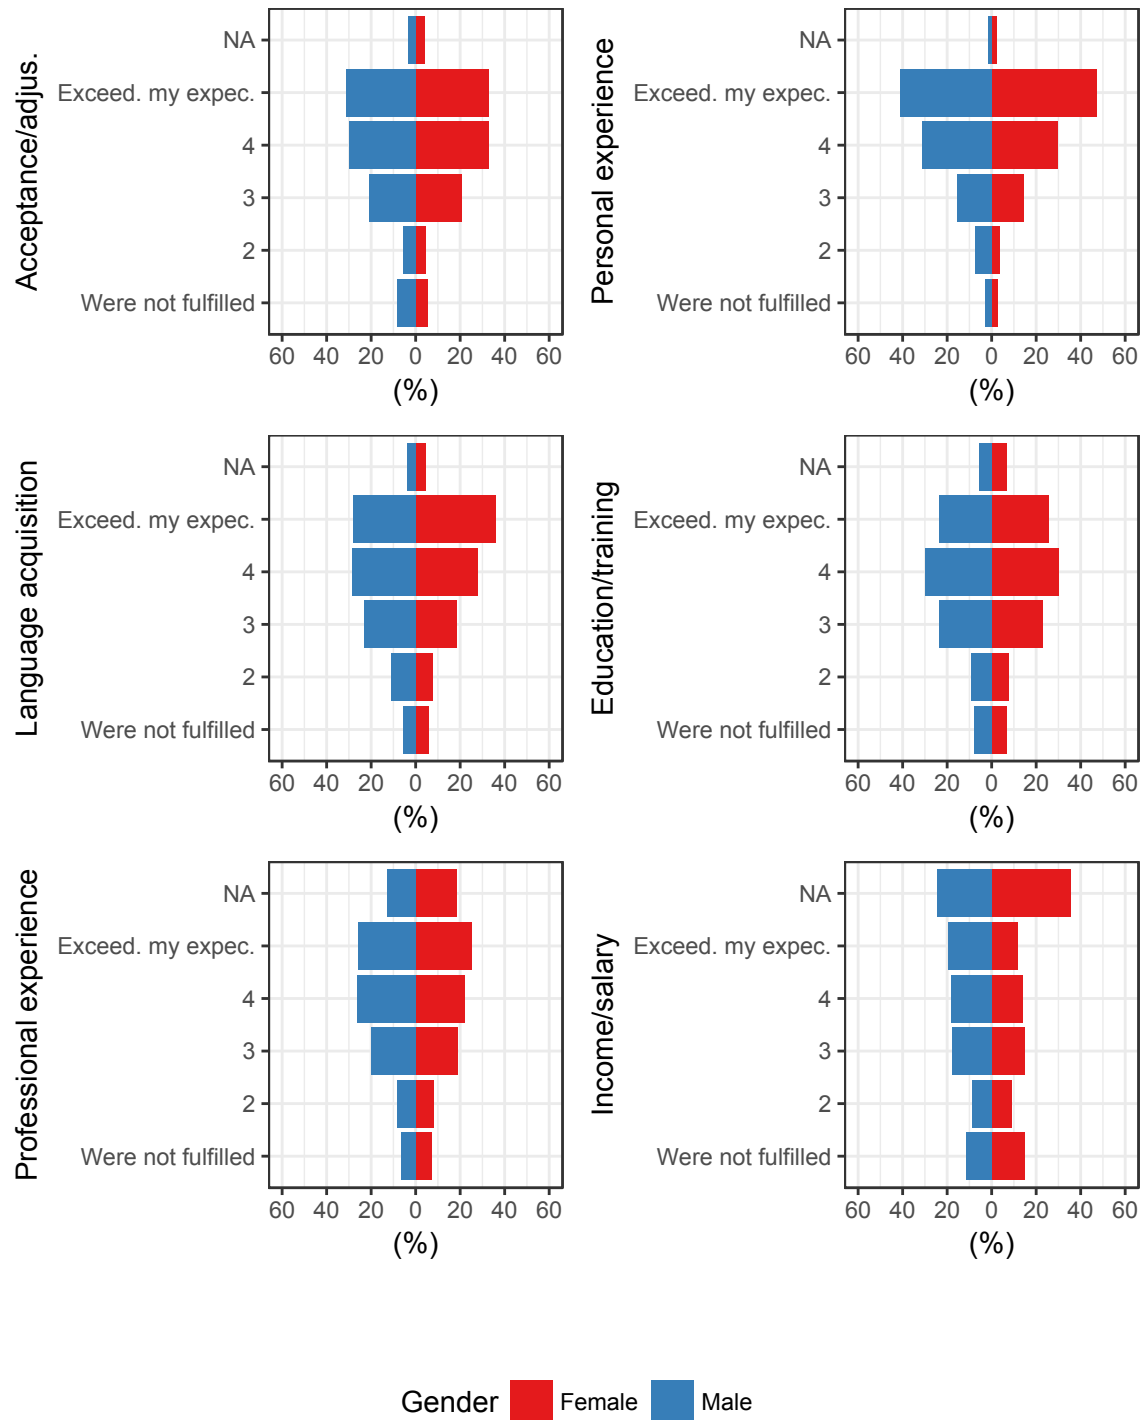 Acceptance/adjus.
NA
Exceed. my expec.
4
3
2
Were not fulfilled
60 40 20 0 20 40 60
(%)
Personal experience
NA
Exceed. my expec.
4
3
2
Were not fulfilled
60 40 20 0 20 40 60
(%)
Language acquisition
NA
Exceed. my expec.
4
3
2
Were not fulfilled
60 40 20 0 20 40 60
(%)
Education/training
NA
Exceed. my expec.
4
3
2
Were not fulfilled
60 40 20 0 20 40 60
(%)
Professional experience
NA
Exceed. my expec.
4
3
2
Were not fulfilled
60 40 20 0 20 40 60
(%)
Income/salary
NA
Exceed. my expec.
4
3
2
Were not fulfilled
60 40 20 0 20 40 60
(%)
Gender Female Male